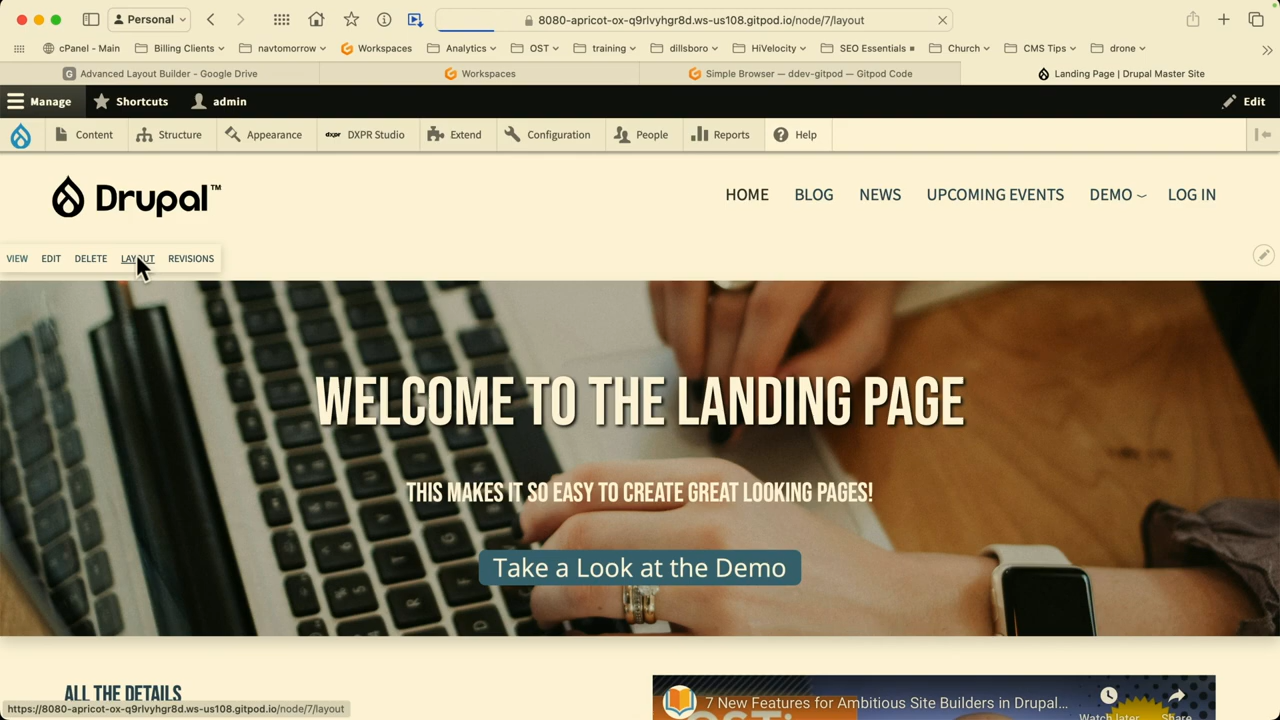 Personal
8080-apricot-ox-q9rlvyhgr8d.ws-us108.gitpod.io/node/7/layout
cPanel - Main
Billing Clients
navtomorrow
Workspaces
Analytics
OST
training
dillsboro
HiVelocity
SEO Essentials
Church
CMS Tips
drone
Advanced Layout Builder - Google Drive
Workspaces
Simple Browser — ddev-gitpod — Gitpod Code
Landing Page | Drupal Master Site
Manage
Shortcuts
admin
Edit
Content
Structure
Appearance
dxpr DXPR Studio
Extend
Configuration
People
Reports
Help
Drupal™
HOME
BLOG
NEWS
UPCOMING EVENTS
DEMO
LOG IN
VIEW
EDIT
DELETE
LAYOUT
REVISIONS
WELCOME TO THE LANDING PAGE
THIS MAKES IT SO EASY TO CREATE GREAT LOOKING PAGES!
Take a Look at the Demo
ALL THE DETAILS
7 New Features for Ambitious Site Builders in Drupal...
Watch later
Share
https://8080-apricot-ox-q9rlvyhgr8d.ws-us108.gitpod.io/node/7/layout